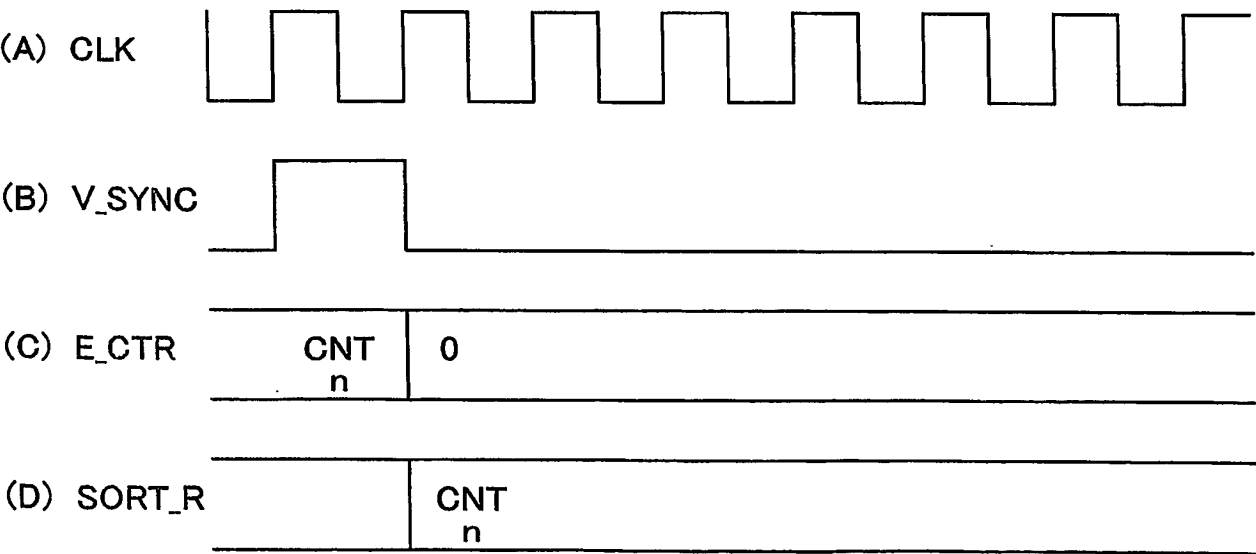 (A) CLK
(B) V_SYNC
(C) E_CTR
CNT
n
0
(D) SORT_R
CNT
n